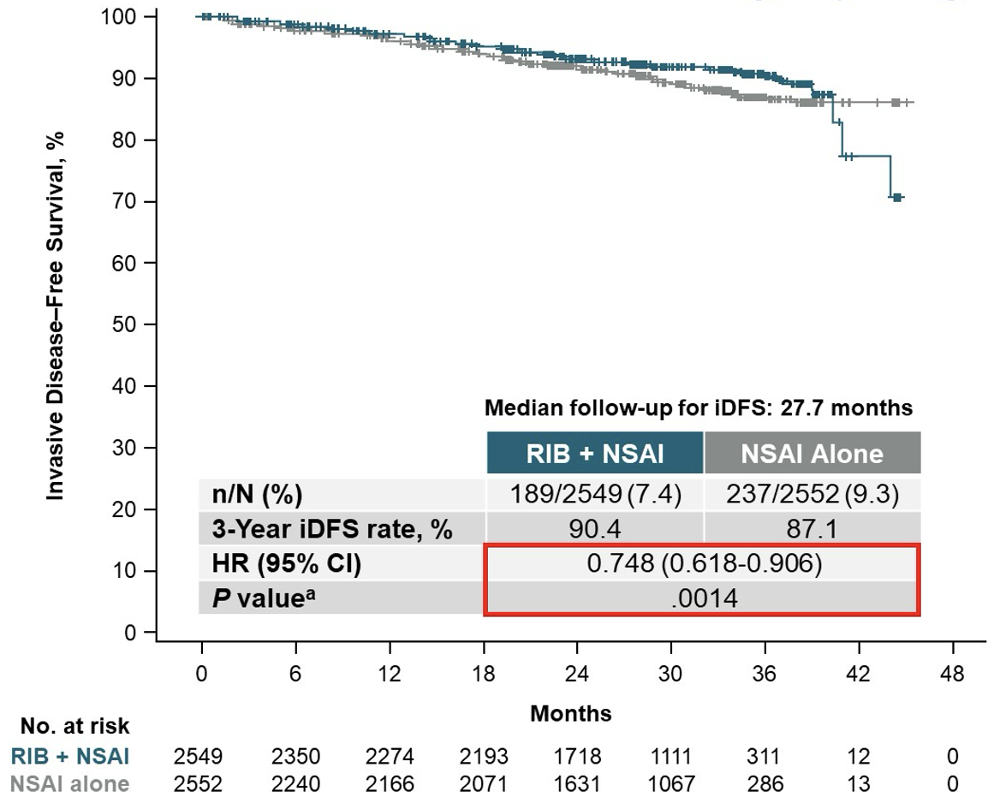 Invasive Disease–Free Survival, %
100
90
80
70
60
50
40
30
20
10
0
Median follow-up for iDFS: 27.7 months
RIB + NSAI NSAI Alone
n/N (%) 189/2549 (7.4) 237/2552 (9.3)
3-Year iDFS rate, % 90.4 87.1
HR (95% CI) 0.748 (0.618-0.906)
P valueᵃ .0014
0 6 12 18 24 30 36 42 48
Months
No. at risk
RIB + NSAI 2549 2350 2274 2193 1718 1111 311 12 0
NSAI alone 2552 2240 2166 2071 1631 1067 286 13 0